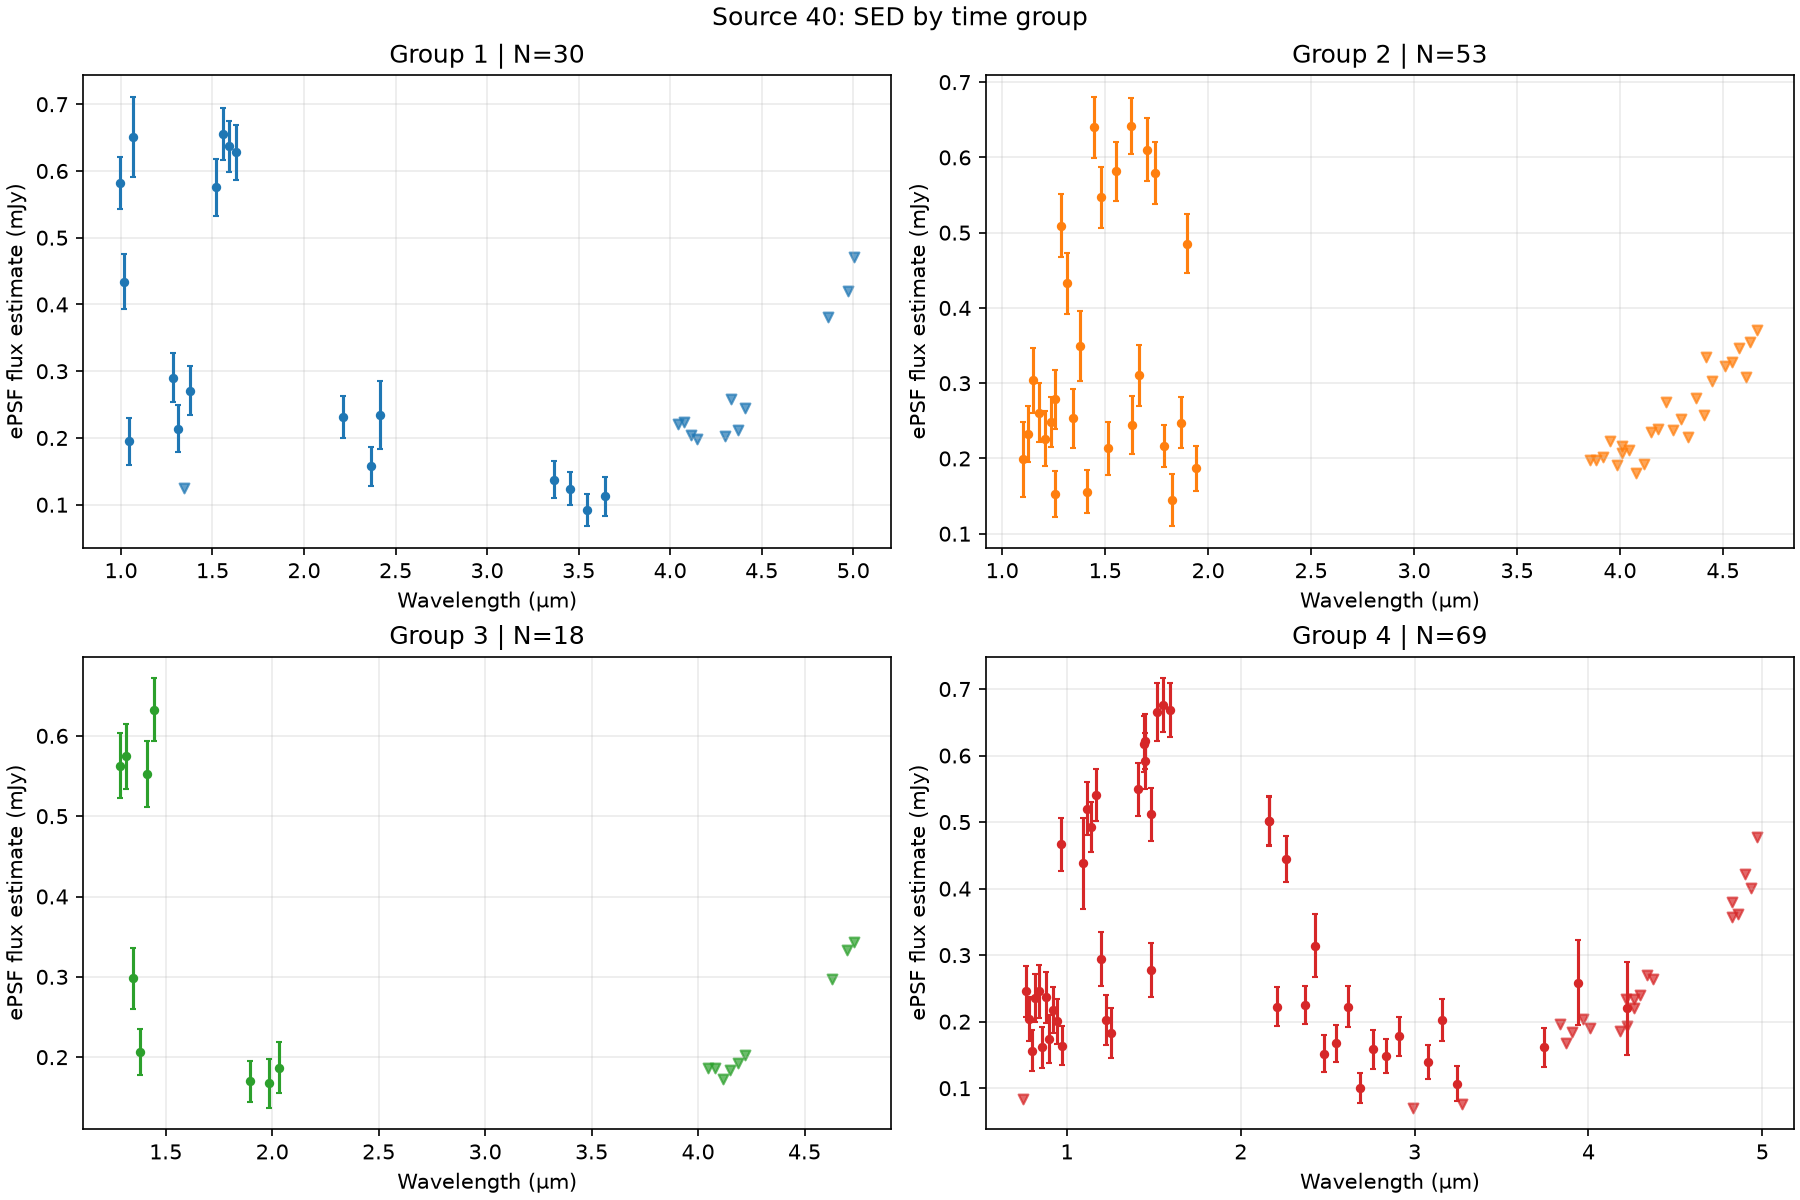 Source 40: SED by time group
Group 1 | N=30
ePSF flux estimate (mJy)
0.7
0.6
0.5
0.4
0.3
0.2
0.1
1.0 1.5 2.0 2.5 3.0 3.5 4.0 4.5 5.0
Wavelength (µm)
Group 2 | N=53
ePSF flux estimate (mJy)
0.7
0.6
0.5
0.4
0.3
0.2
0.1
1.0 1.5 2.0 2.5 3.0 3.5 4.0 4.5
Wavelength (µm)
Group 3 | N=18
ePSF flux estimate (mJy)
0.6
0.5
0.4
0.3
0.2
1.5 2.0 2.5 3.0 3.5 4.0 4.5
Wavelength (µm)
Group 4 | N=69
ePSF flux estimate (mJy)
0.7
0.6
0.5
0.4
0.3
0.2
0.1
1 2 3 4 5
Wavelength (µm)